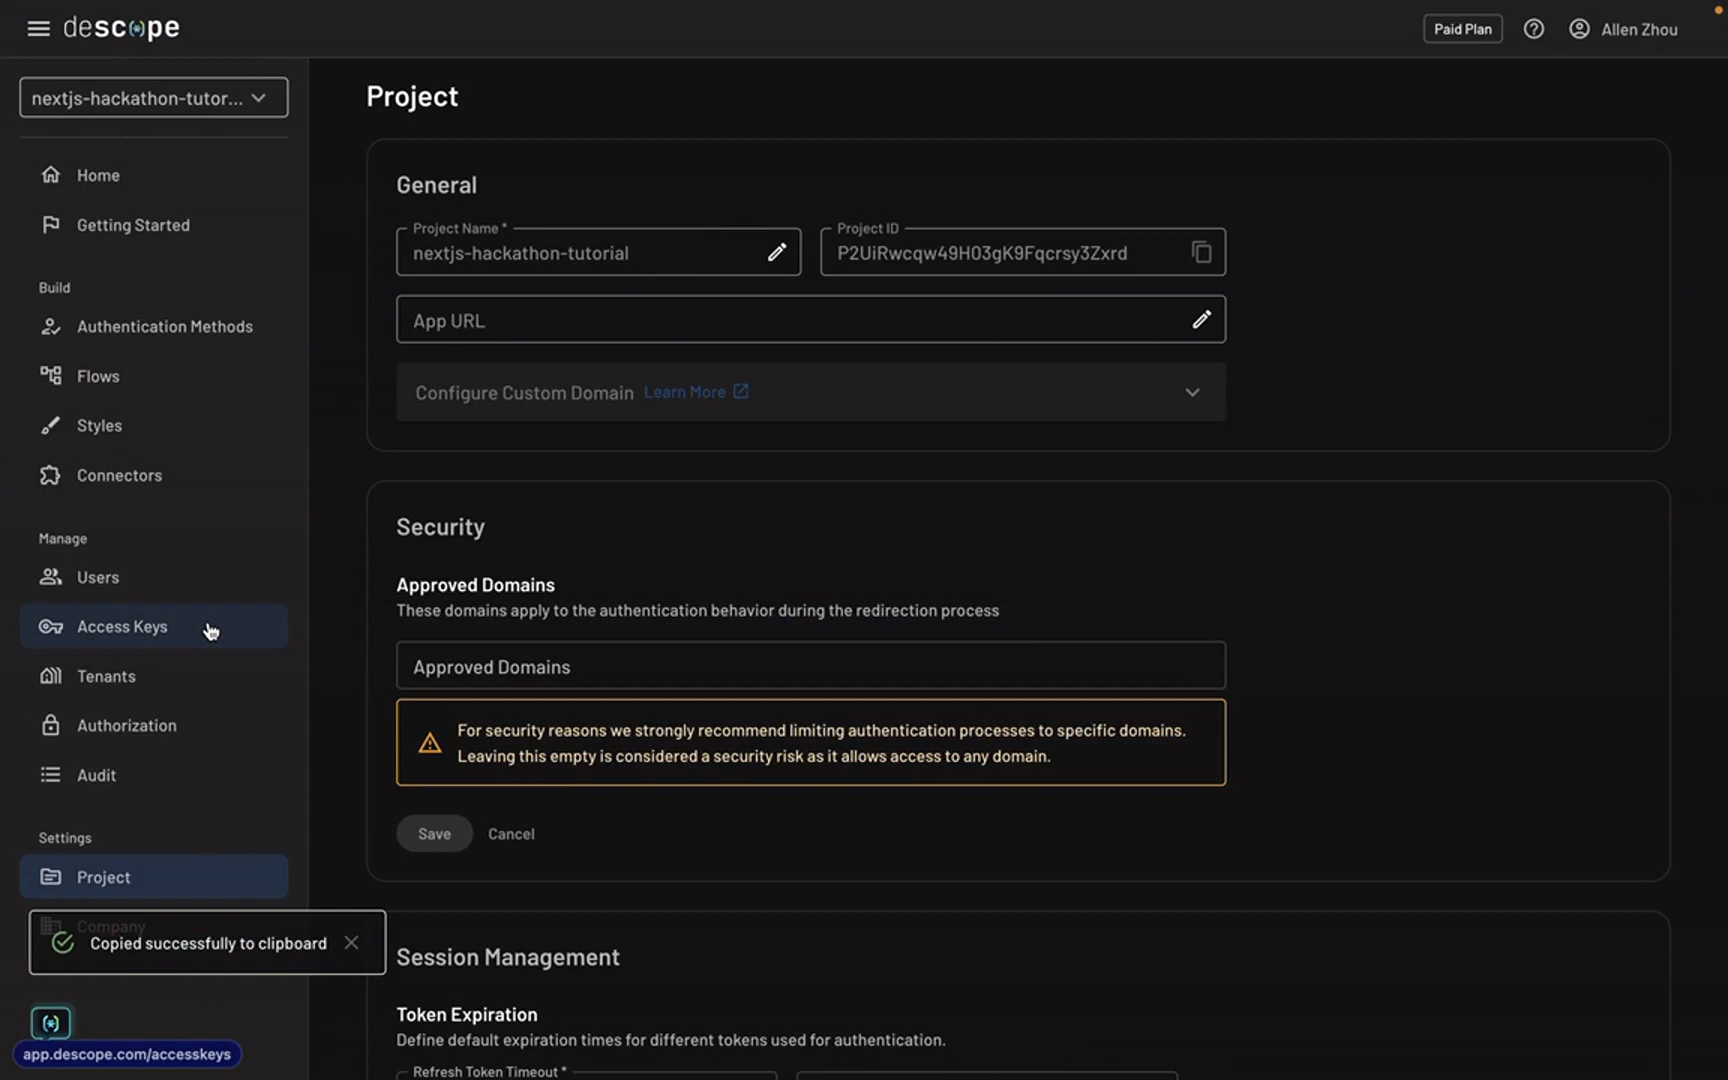 descope
Paid Plan
Allen Zhou
nextjs-hackathon-tutor...
Home
Getting Started
Build
Authentication Methods
Flows
Styles
Connectors
Manage
Users
Access Keys
Tenants
Authorization
Audit
Settings
Project
Company
Copied successfully to clipboard
app.descope.com/accesskeys
Project
General
Project Name *
nextjs-hackathon-tutorial
Project ID
P2UiRwcqw49H03gK9Fqcrsy3Zxrd
App URL
Configure Custom Domain Learn More
Security
Approved Domains
These domains apply to the authentication behavior during the redirection process
Approved Domains
For security reasons we strongly recommend limiting authentication processes to specific domains.
Leaving this empty is considered a security risk as it allows access to any domain.
Save Cancel
Session Management
Token Expiration
Define default expiration times for different tokens used for authentication.
Refresh Token Timeout *